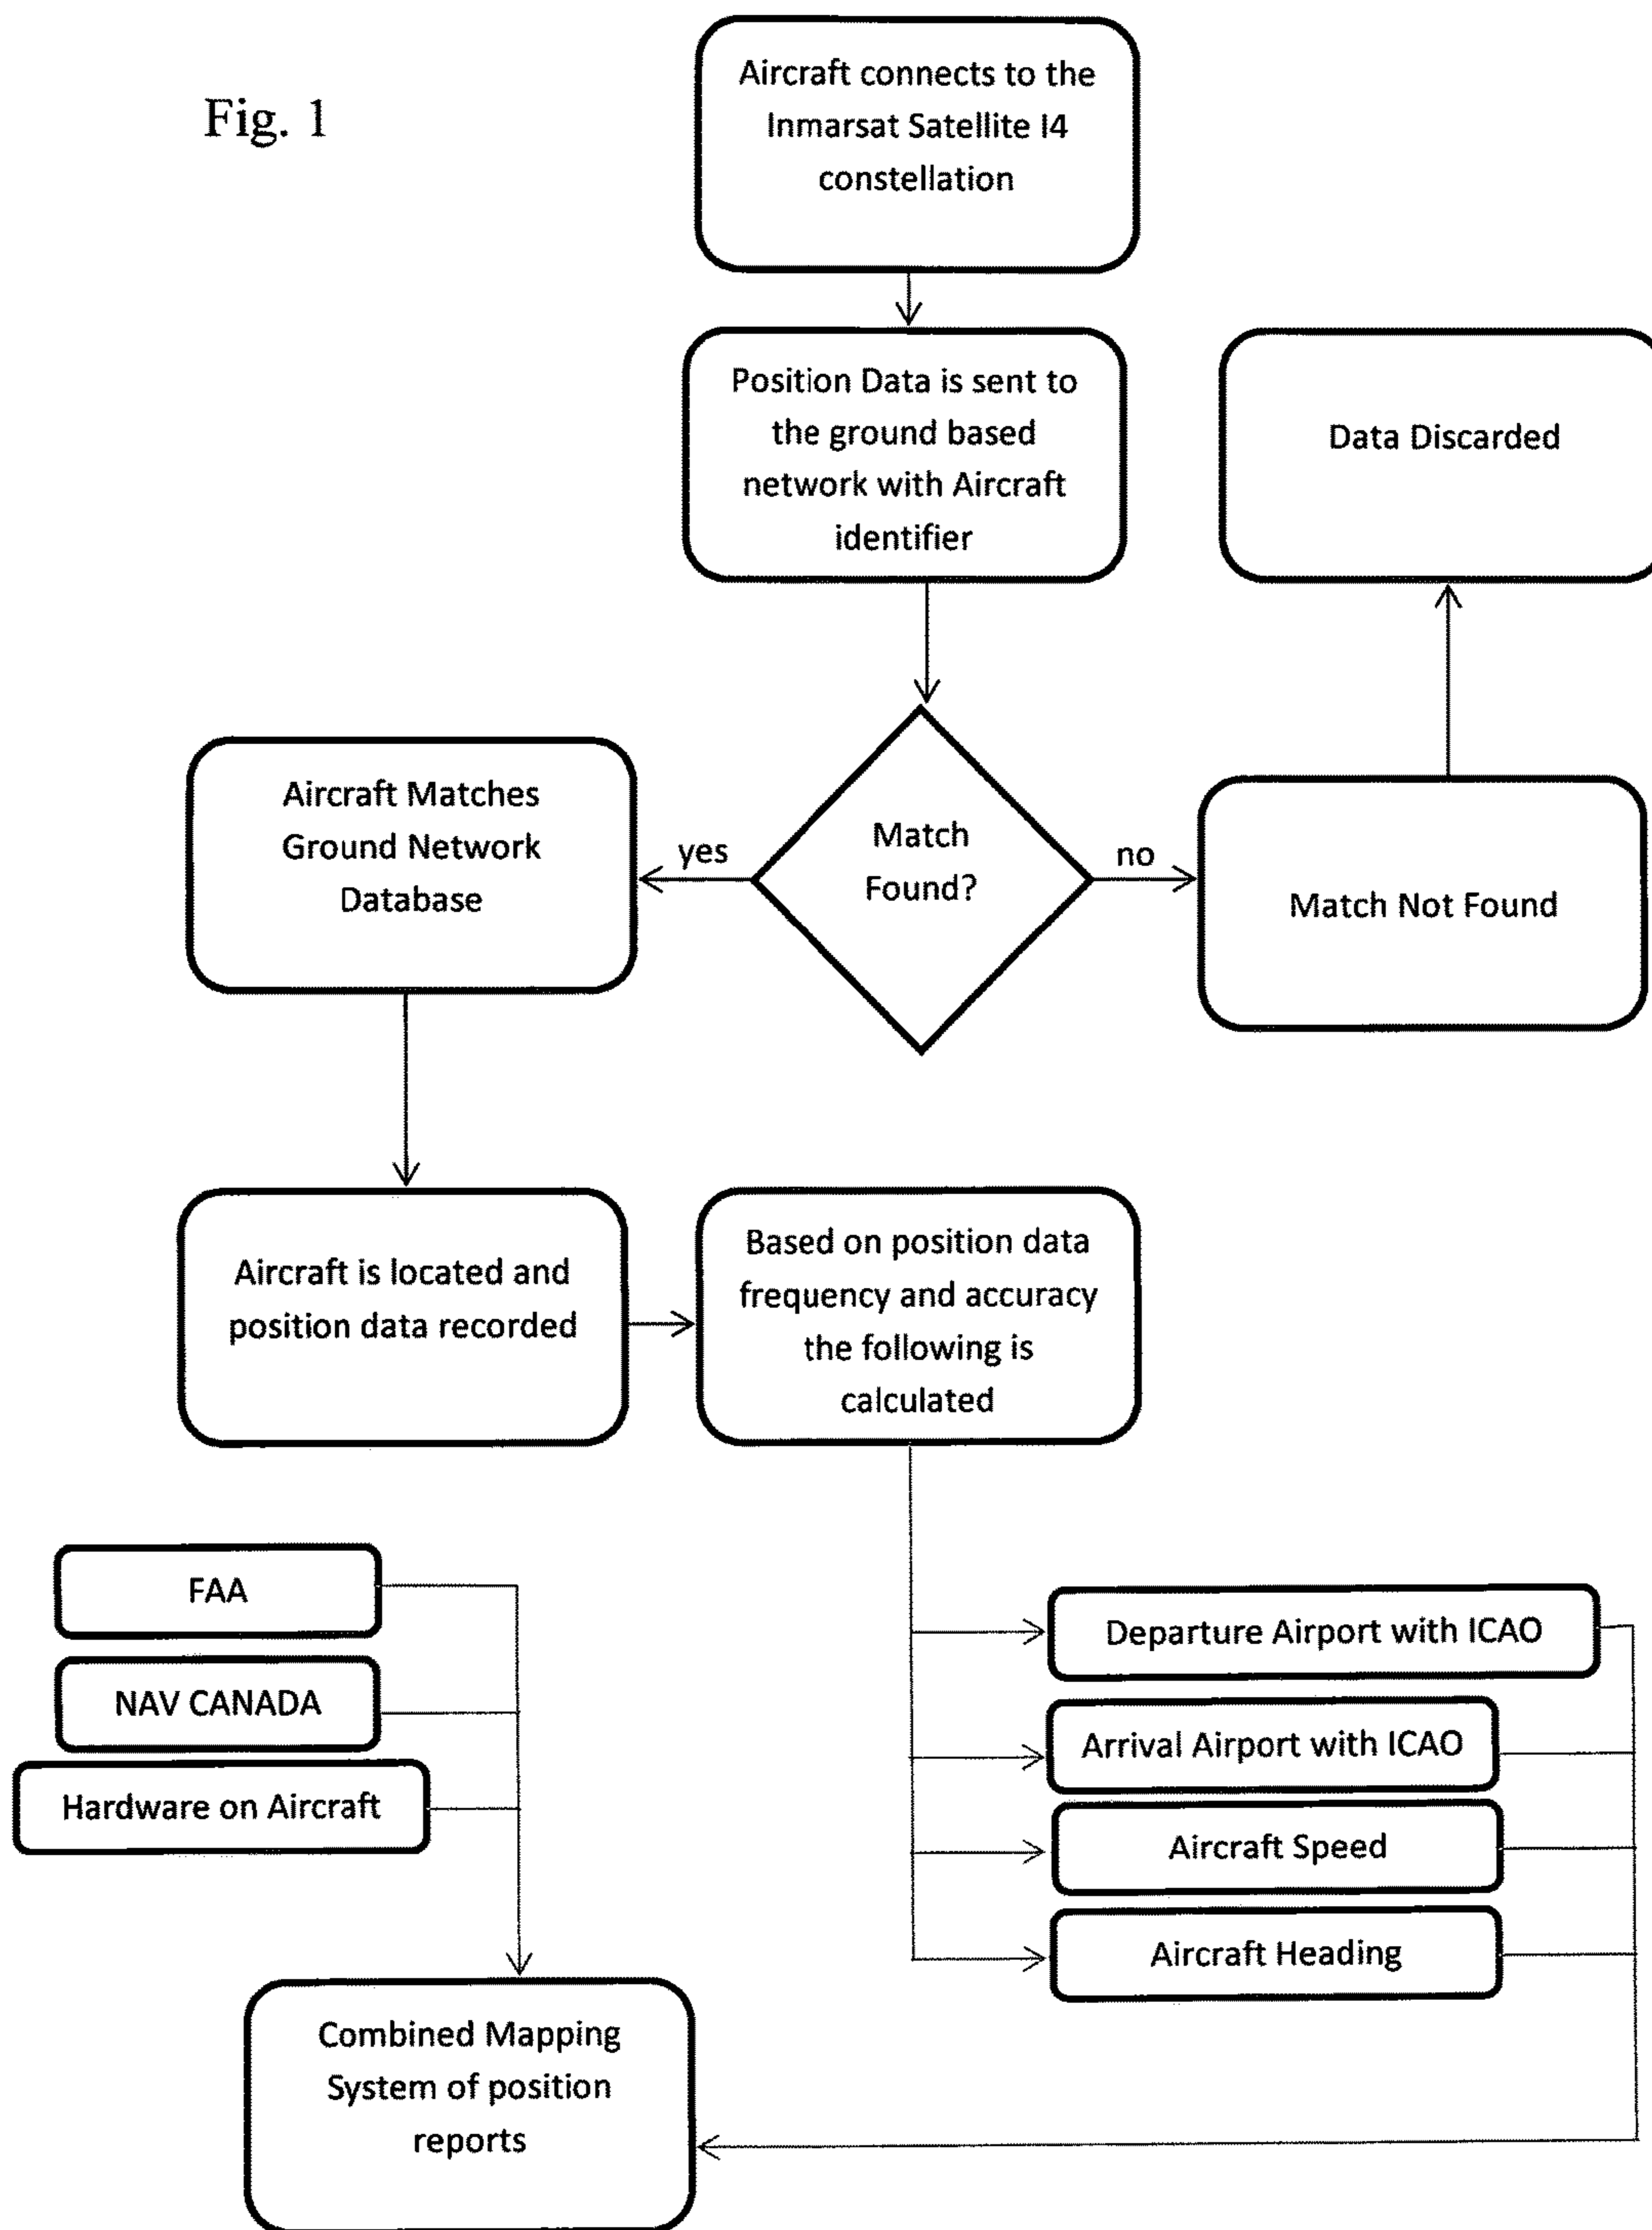 Fig. 1
Aircraft connects to the
Inmarsat Satellite I4
constellation
Position Data is sent to
the ground based
network with Aircraft
identifier
Data Discarded
Aircraft Matches
Ground Network
Database
yes
Match
Found?
no
Match Not Found
Aircraft is located and
position data recorded
Based on position data
frequency and accuracy
the following is
calculated
FAA
NAV CANADA
Hardware on Aircraft
Departure Airport with ICAO
Arrival Airport with ICAO
Aircraft Speed
Aircraft Heading
Combined Mapping
System of position
reports